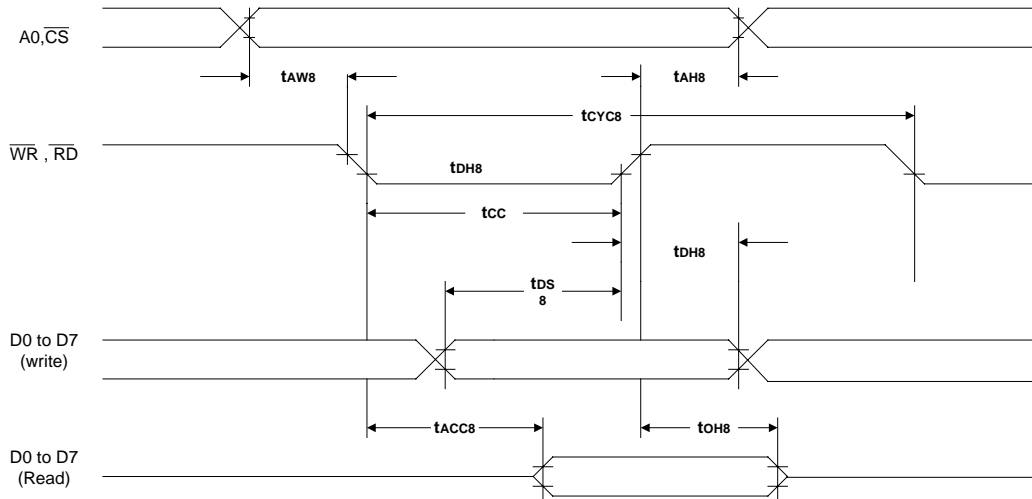 A0,CS
tAW8
tAH8
tCYC8
WR , RD
tDH8
tCC
tDH8
tDS
8
D0 to D7
(write)
tACC8
tOH8
D0 to D7
(Read)